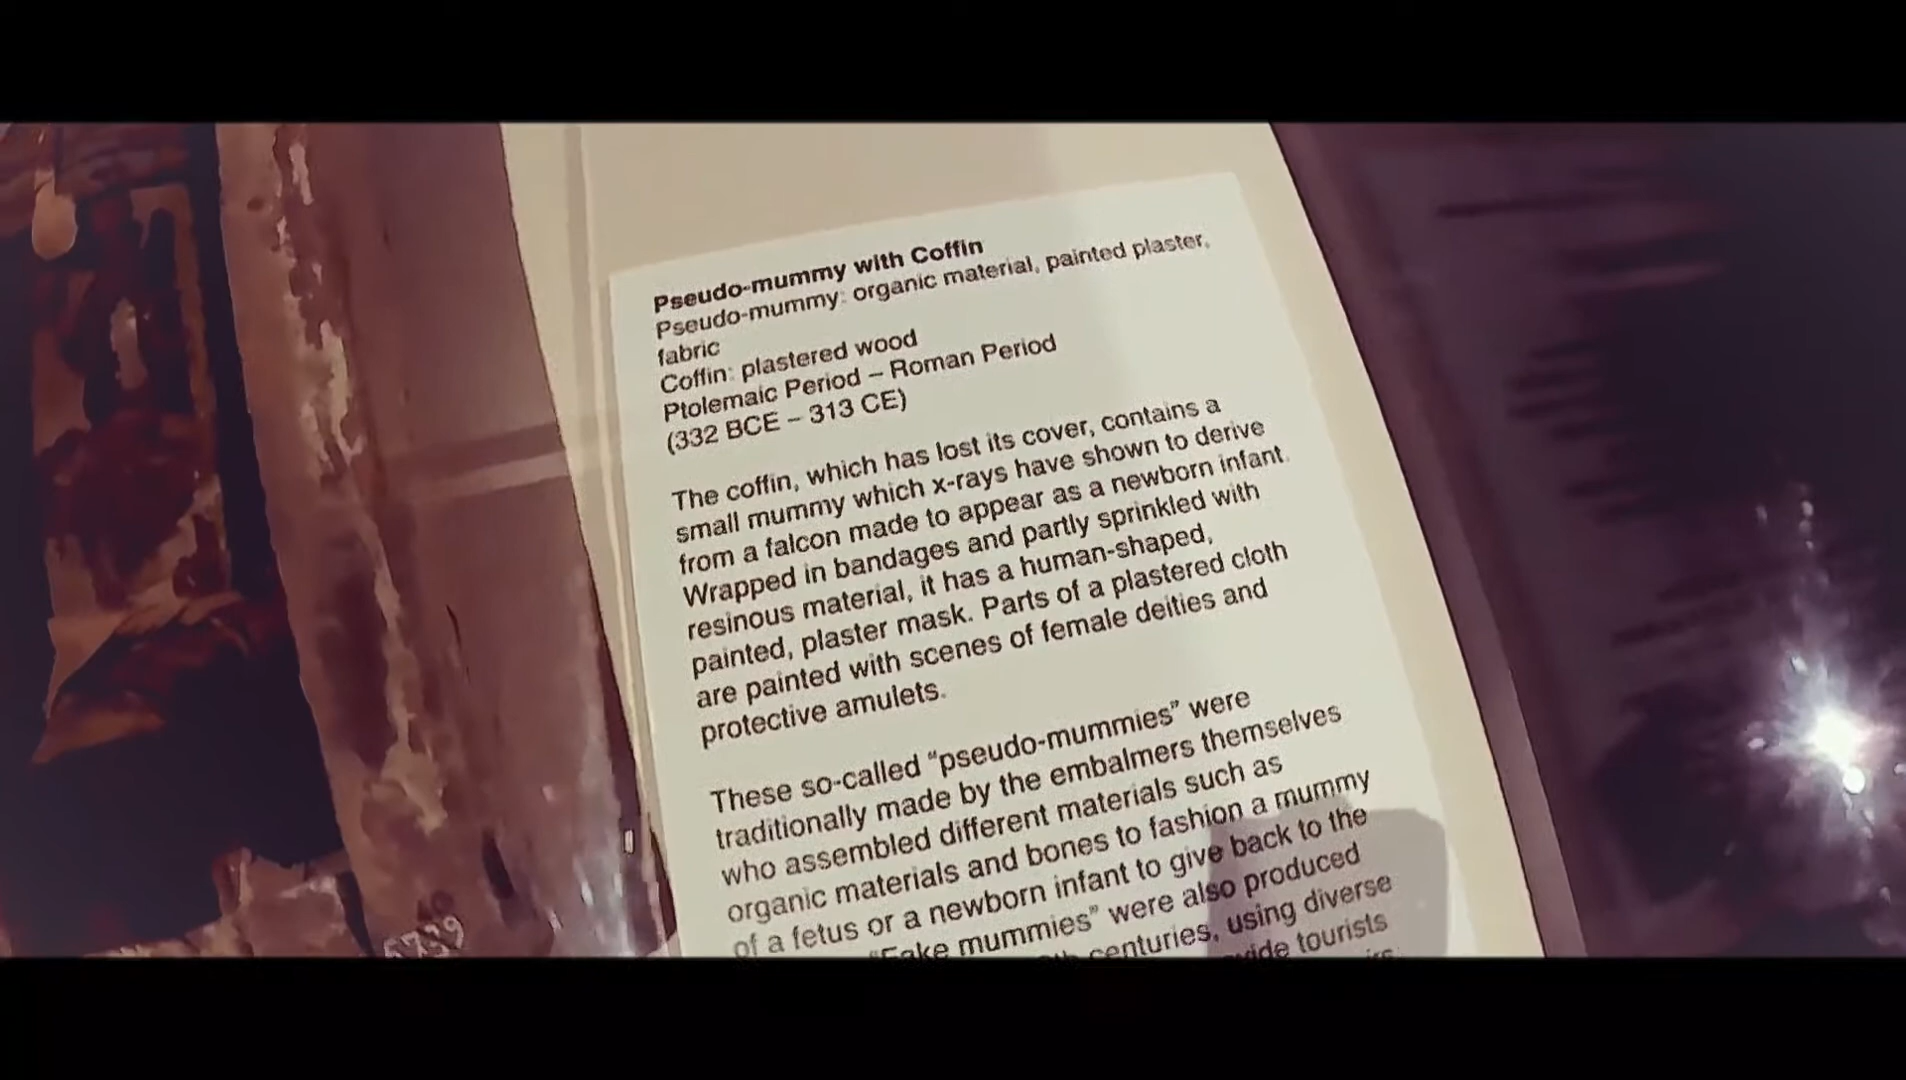 Pseudo-mummy with Coffin
Pseudo-mummy: organic material, painted plaster,
fabric
Coffin: plastered wood
Ptolemaic Period – Roman Period
(332 BCE – 313 CE)
The coffin, which has lost its cover, contains a
small mummy which x-rays have shown to derive
from a falcon made to appear as a newborn infant.
Wrapped in bandages and partly sprinkled with
resinous material, it has a human-shaped,
painted, plaster mask. Parts of a plastered cloth
are painted with scenes of female deities and
protective amulets.
These so-called “pseudo-mummies” were
traditionally made by the embalmers themselves
who assembled different materials such as
organic materials and bones to fashion a mummy
of a fetus or a newborn infant to give back to the
“Fake mummies” were also produced
centuries, using diverse
tourists